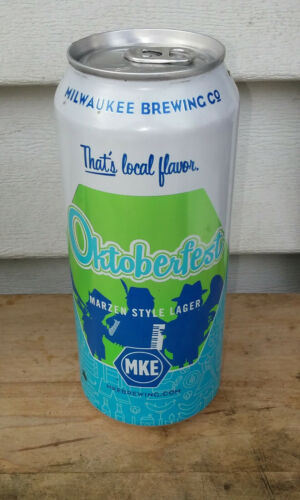 MILWAUKEE BREWING CO
That's local flavor.
Oktoberfest
MARZEN STYLE LAGER
MKE
MKEBREWING.COM